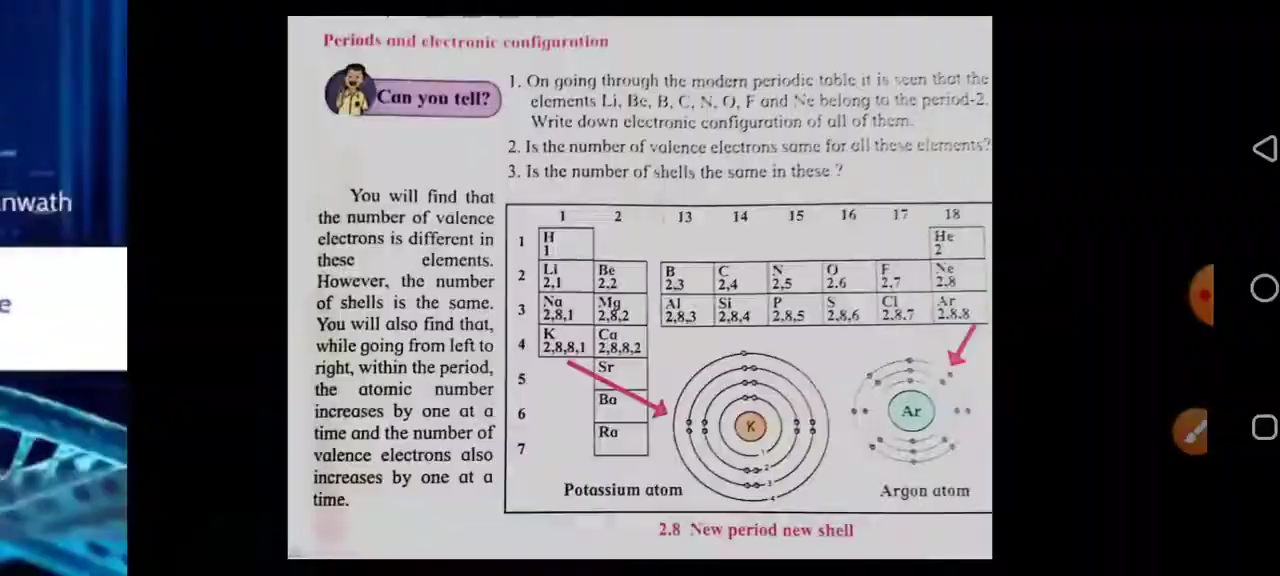 Periods and electronic configuration
Can you tell?
1. On going through the modern periodic table it is seen that the
elements Li, Be, B, C, N, O, F and Ne belong to the period-2.
Write down electronic configuration of all of them.
2. Is the number of valence electrons same for all these elements?
3. Is the number of shells the same in these ?
You will find that
the number of valence
electrons is different in
these elements.
However, the number
of shells is the same.
You will also find that,
while going from left to
right, within the period,
the atomic number
increases by one at a
time and the number of
valence electrons also
increases by one at a
time.
1 2 13 14 15 16 17 18
1 H He
1 2
2 Li Be B C N O F Ne
2,1 2,2 2,3 2,4 2,5 2.6 2.7 2.8
3 Na Mg Al Si P S Cl Ar
2,8,1 2,8,2 2,8,3 2,8,4 2,8,5 2,8,6 2,8.7 2.8.8
4 K Ca
2,8,8,1 2,8,8,2
5 Sr
6 Ba
7 Ra
K
1
2
3
4
Ar
Potassium atom
Argon atom
2.8 New period new shell
nwath
e